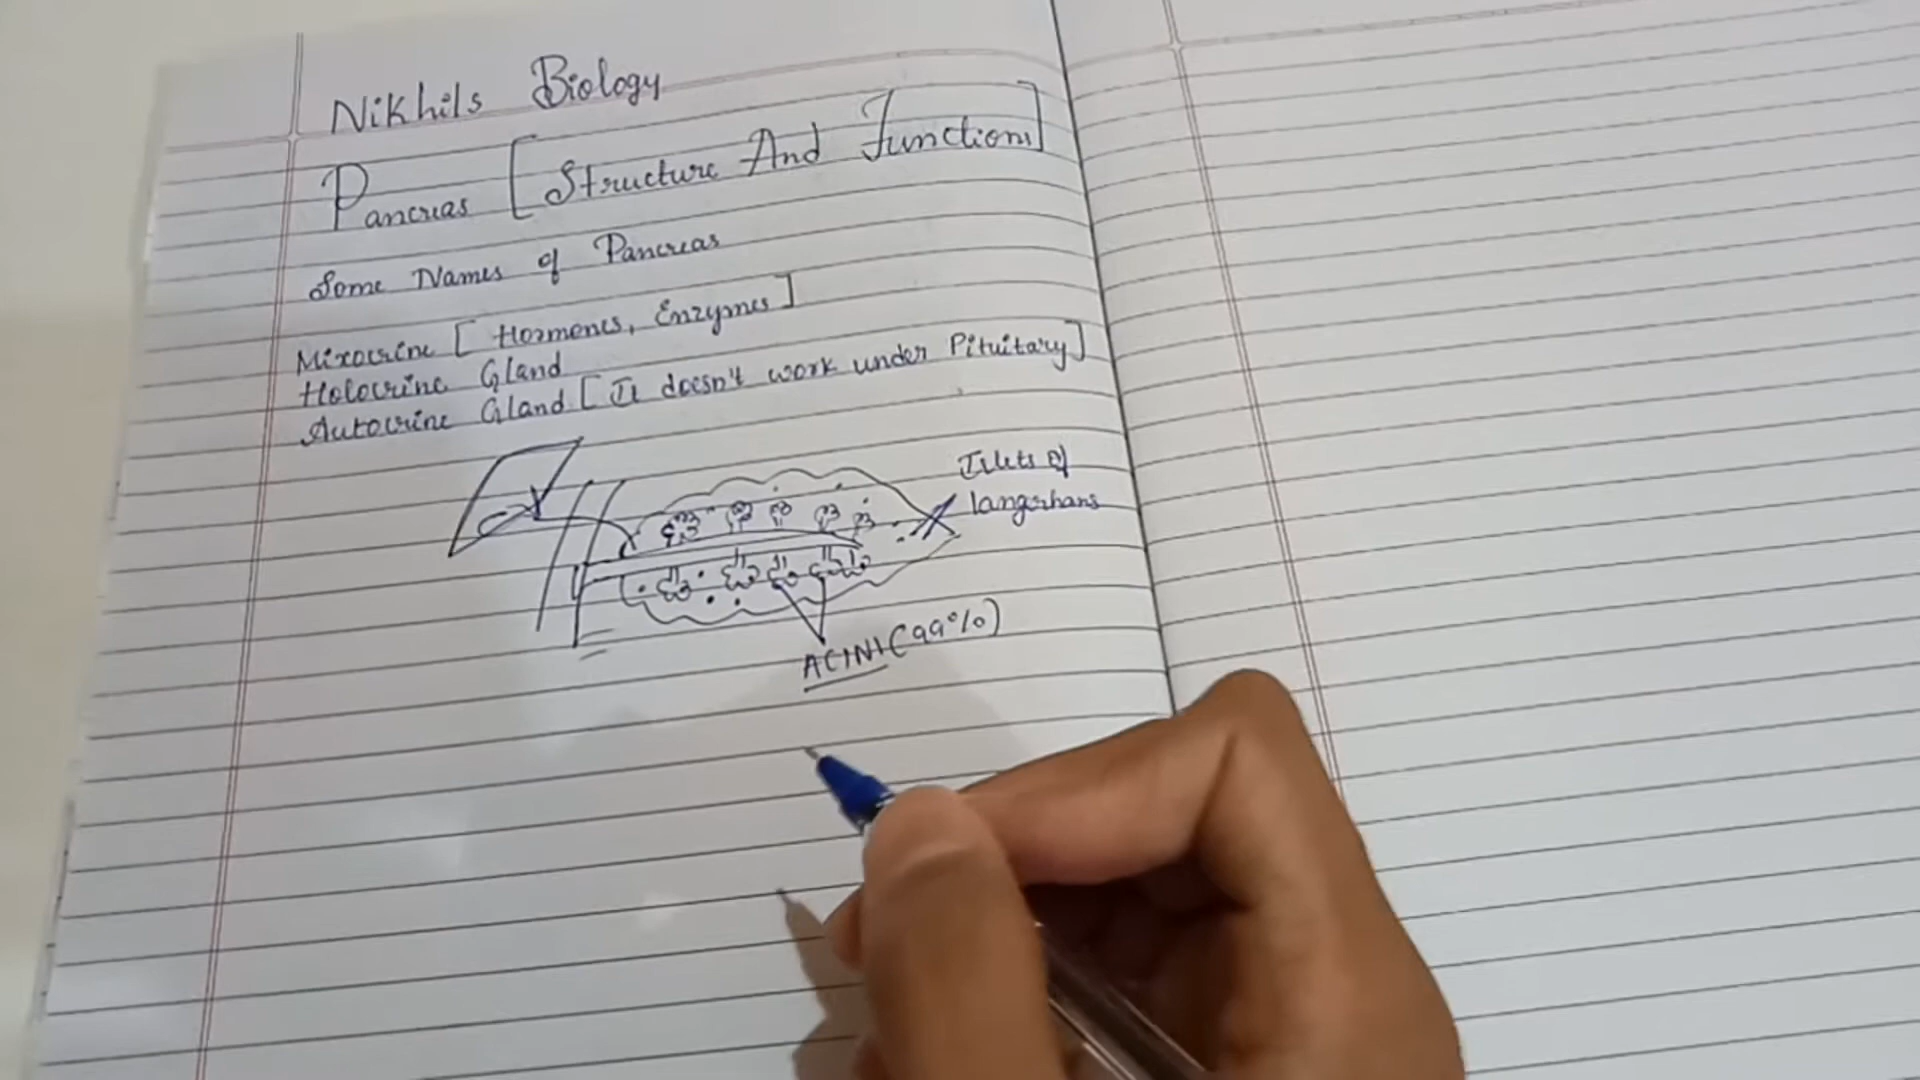 Nikhils Biology
Pancreas [Structure And Functions]
Some Names of Pancreas
Mixocrine [Hormones, Enzymes]
Holocrine Gland
Autocrine Gland [It doesn't work under Pituitary]
Islets of
langerhans
ACINI (99%)